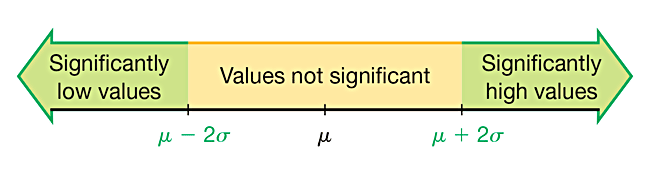 Significantly
low values
Values not significant
Significantly
high values
μ − 2σ
μ
μ + 2σ